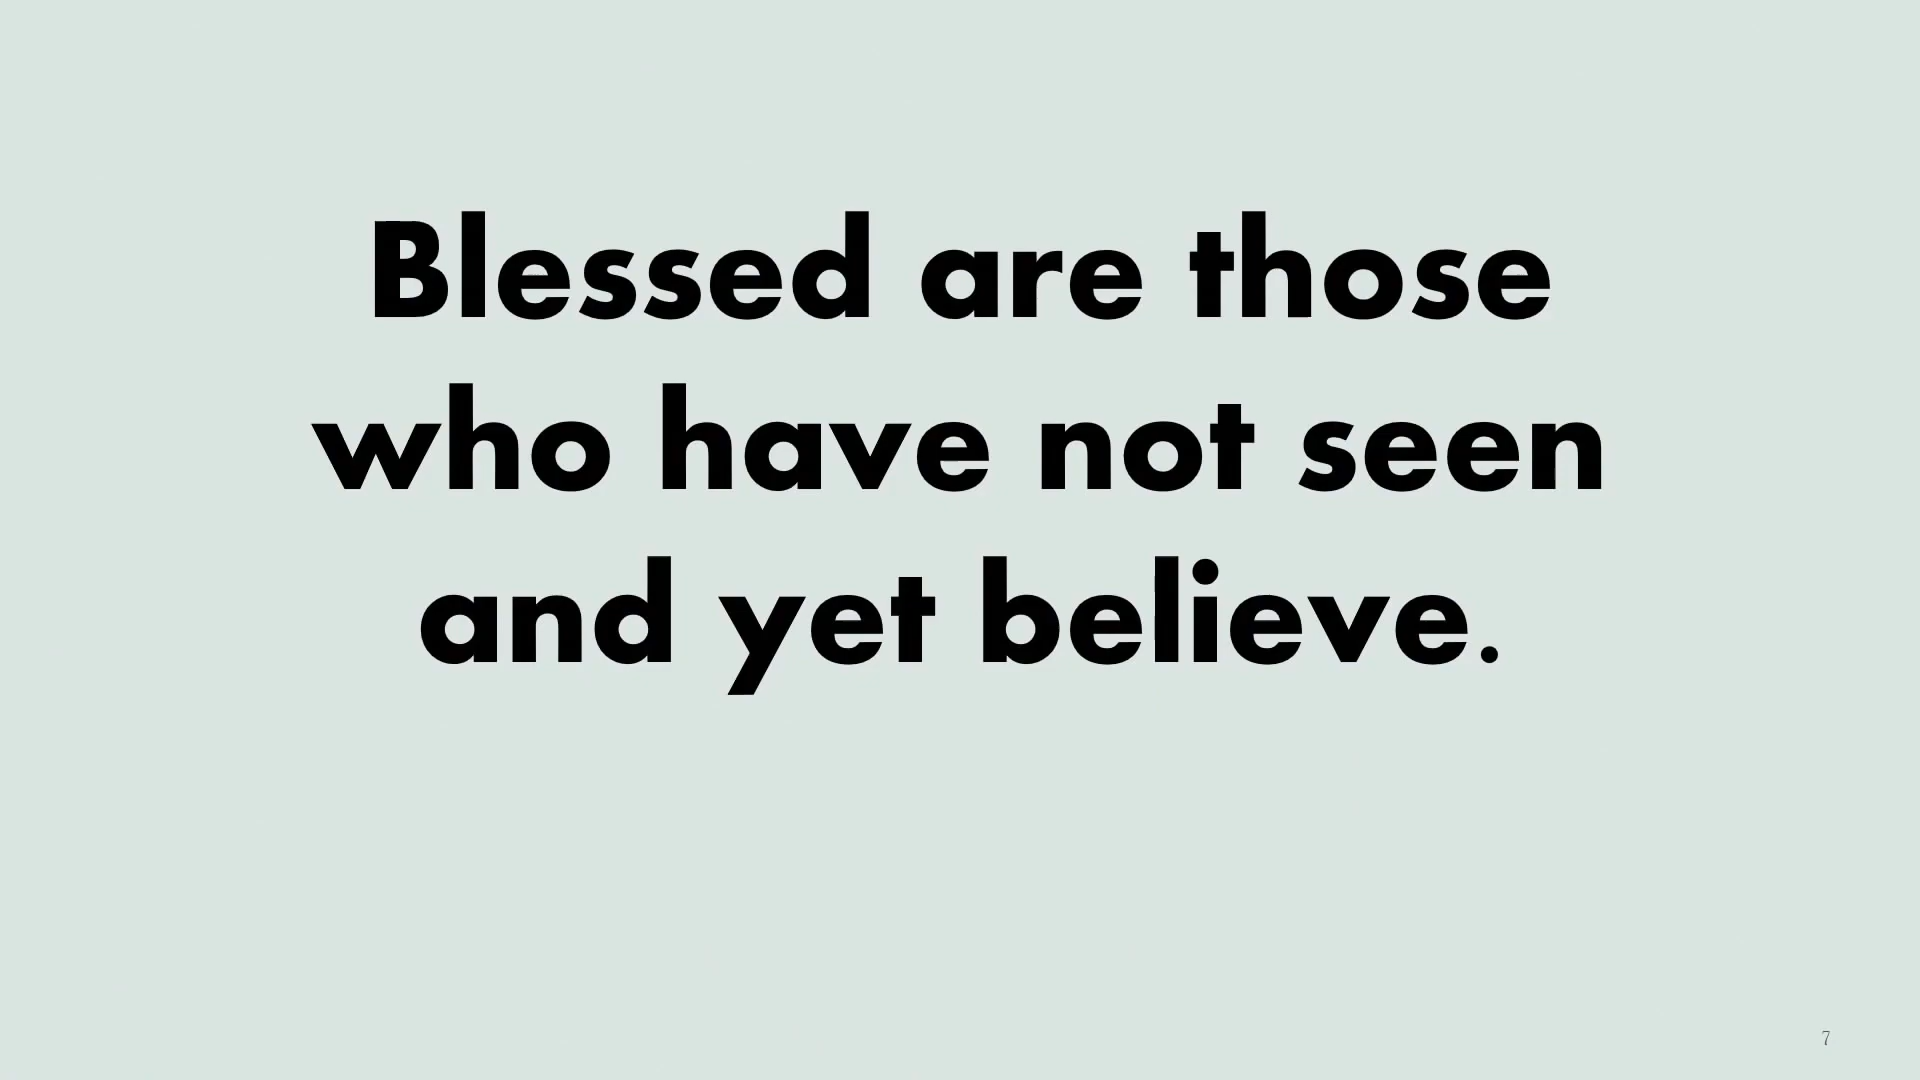 Blessed are those
who have not seen
and yet believe.
7